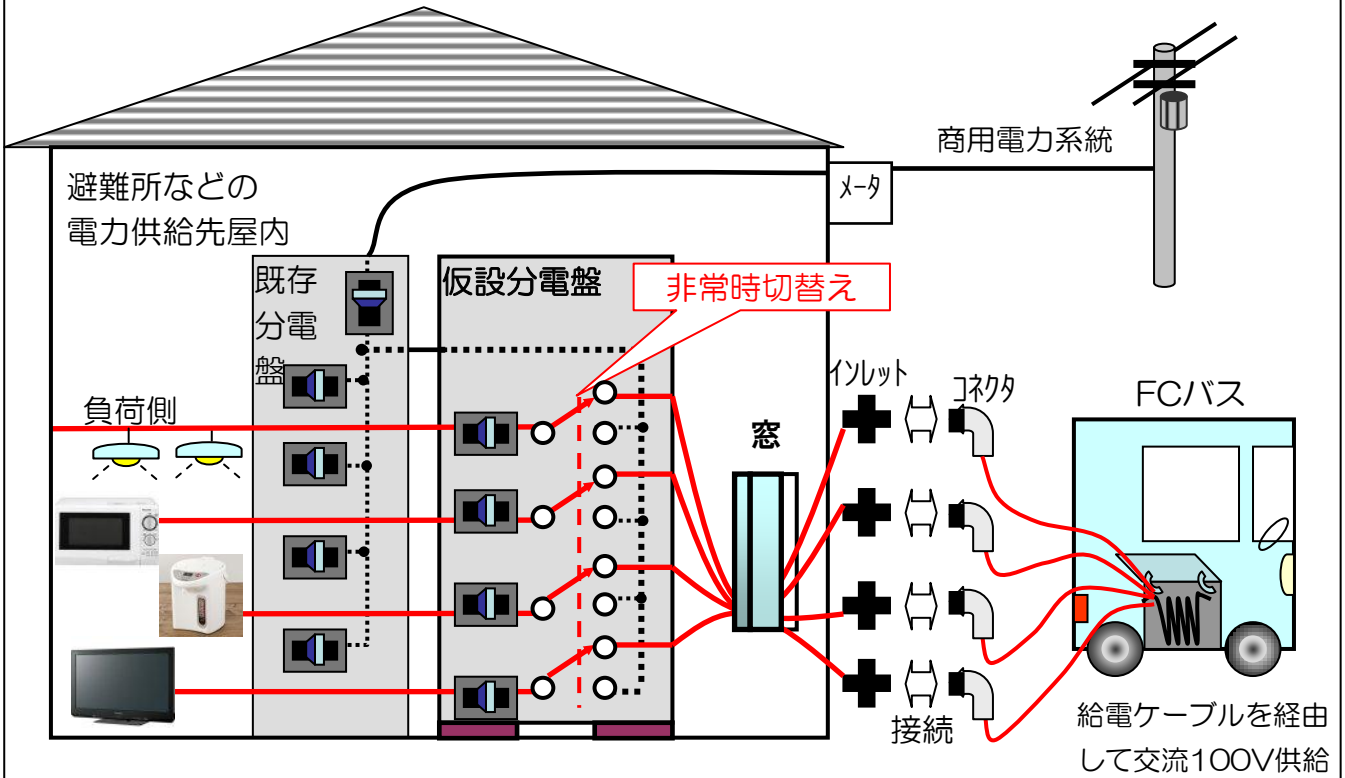 商用電力系統
メータ
避難所などの
電力供給先屋内
既存
分電
盤
仮設分電盤
非常時切替え
負荷側
窓
インレット
コネクタ
接続
FCバス
給電ケーブルを経由
して交流100V供給